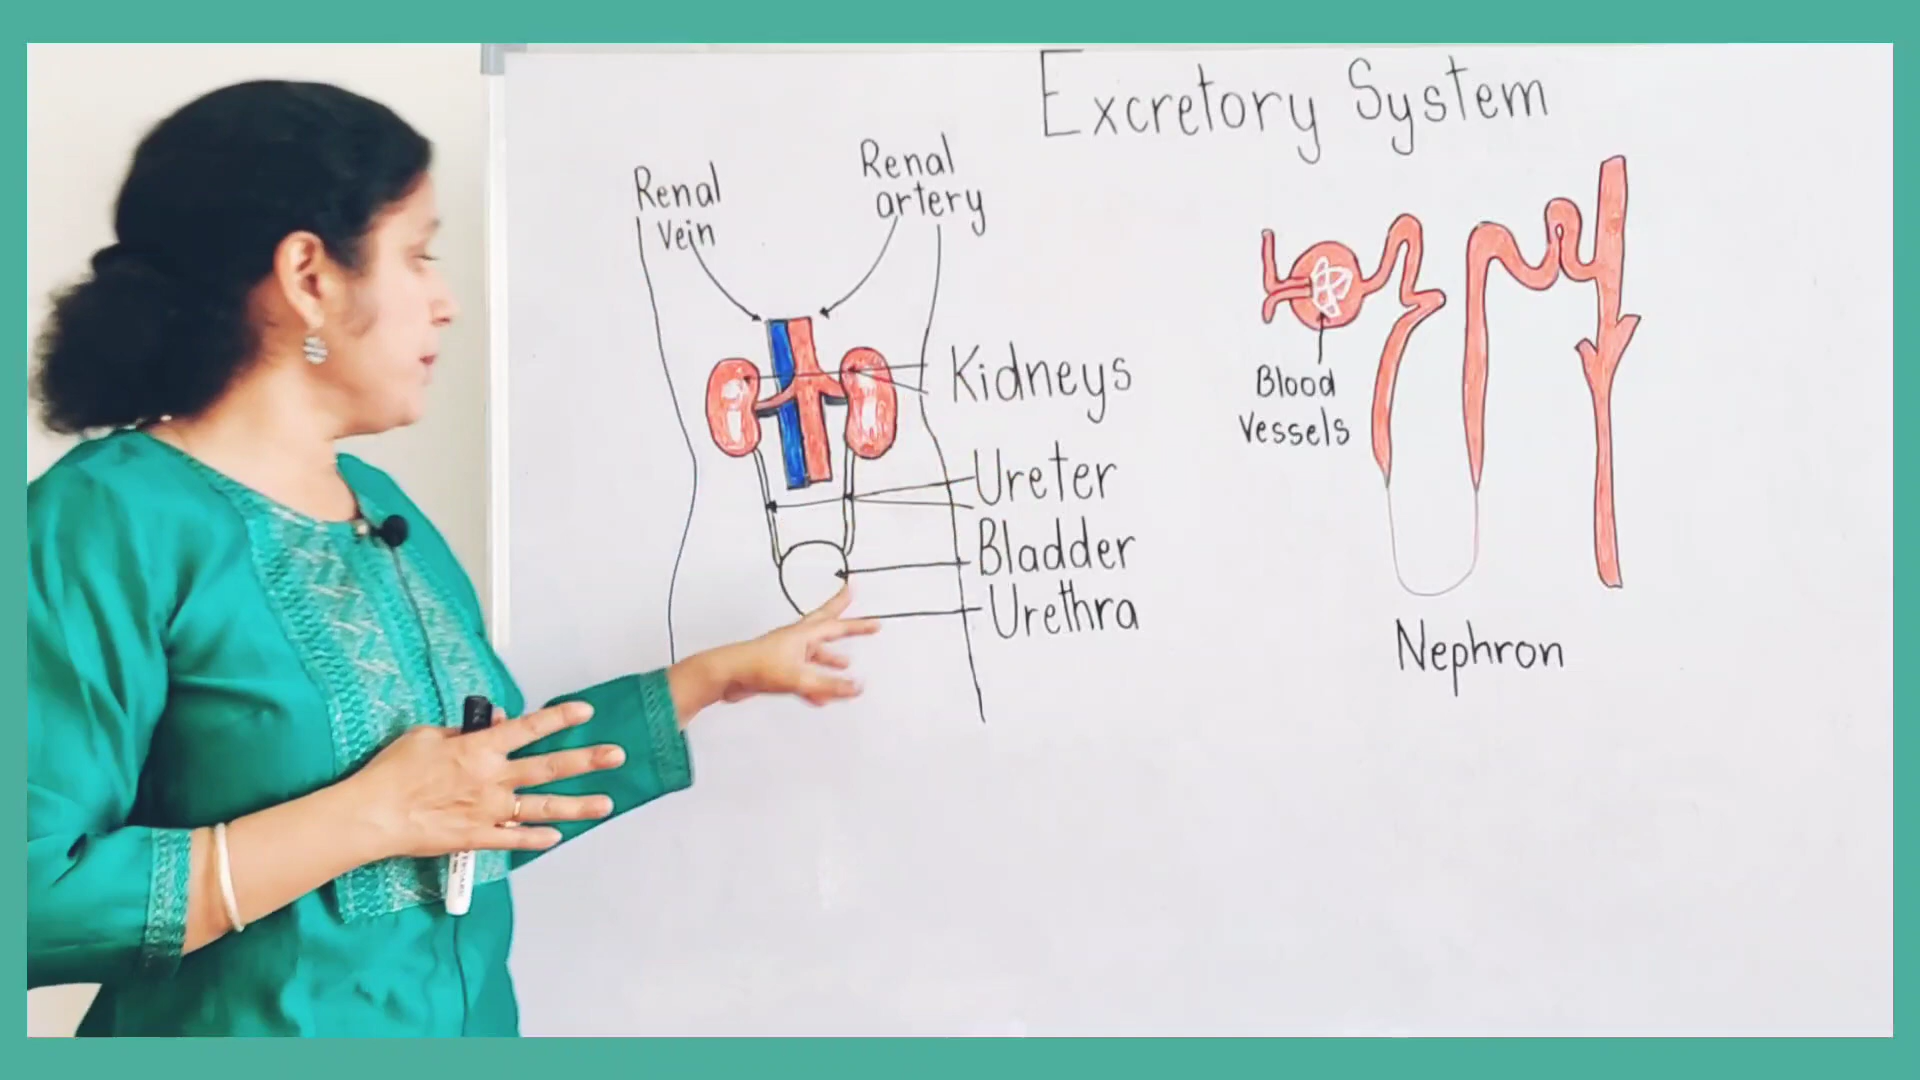 Excretory System
Renal
Vein
Renal
artery
Kidneys
Ureter
Bladder
Urethra
Blood
Vessels
Nephron